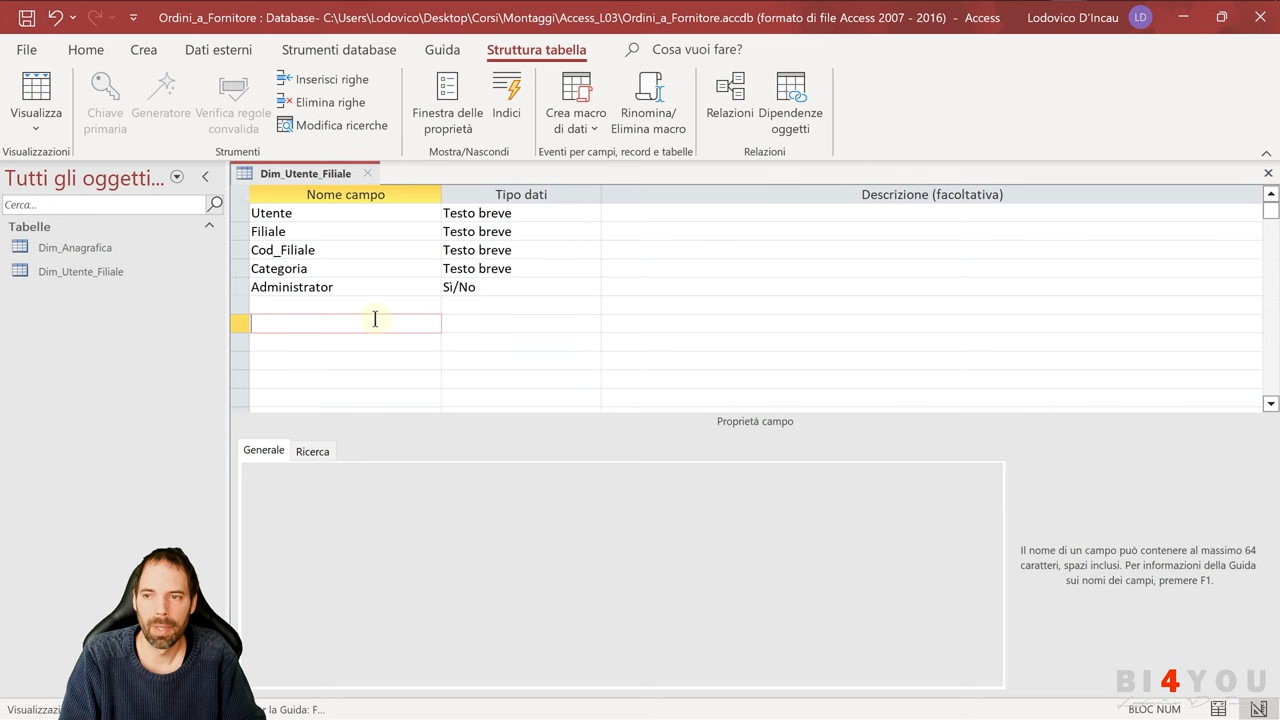 Ordini_a_Fornitore : Database- C:\Users\Lodovico\Desktop\Corsi\Montaggi\Access_L03\Ordini_a_Fornitore.accdb (formato di file Access 2007 - 2016) - Access
Lodovico D'Incau
LD
File Home Crea Dati esterni Strumenti database Guida Struttura tabella Cosa vuoi fare?
Visualizza
Chiave primaria
Generatore
Verifica regole convalida
Inserisci righe
Elimina righe
Modifica righe
Finestra delle proprietà
Indici
Crea macro di dati
Rinomina/ Elimina macro
Relazioni
Dipendenze oggetti
Visualizzazioni Strumenti Mostra/Nascondi Eventi per campi, record e tabelle Relazioni
Tutti gli oggetti...
Cerca...
Tabelle
Dim_Anagrafica
Dim_Utente_Filiale
Dim_Utente_Filiale
Nome campo Tipo dati Descrizione (facoltativa)
Utente Testo breve
Filiale Testo breve
Cod_Filiale Testo breve
Categoria Testo breve
Administrator Sì/No
Proprietà campo
Generale Ricerca
Il nome di un campo può contenere al massimo 64
caratteri, spazi inclusi. Per informazioni della Guida
sui nomi dei campi, premere F1.
BI4YOU
r la Guida: F...
BLOC NUM